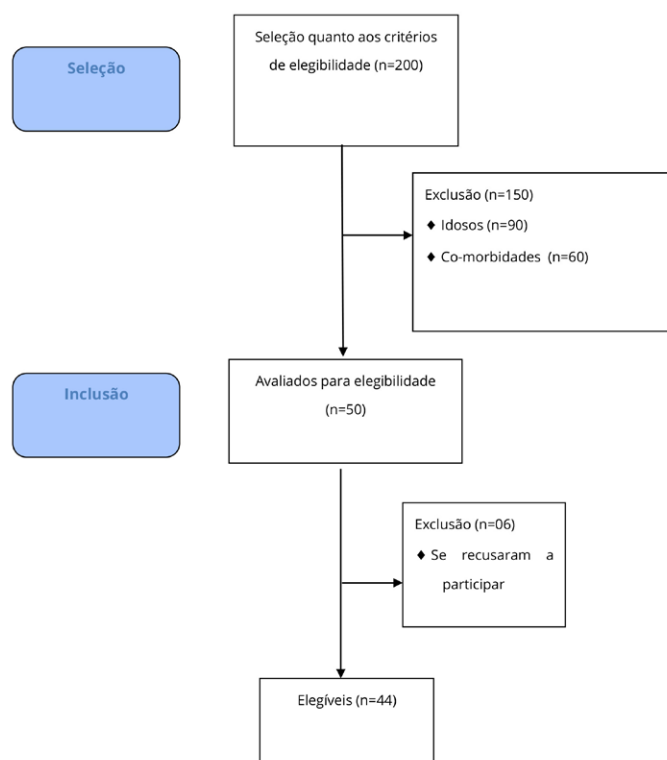 Seleção quanto aos critérios
de elegibilidade (n=200)
Seleção
Exclusão (n=150)
♦ Idosos (n=90)
♦ Co-morbidades (n=60)
Avaliados para elegibilidade
(n=50)
Inclusão
Exclusão (n=06)
♦ Se recusaram a
participar
Elegíveis (n=44)